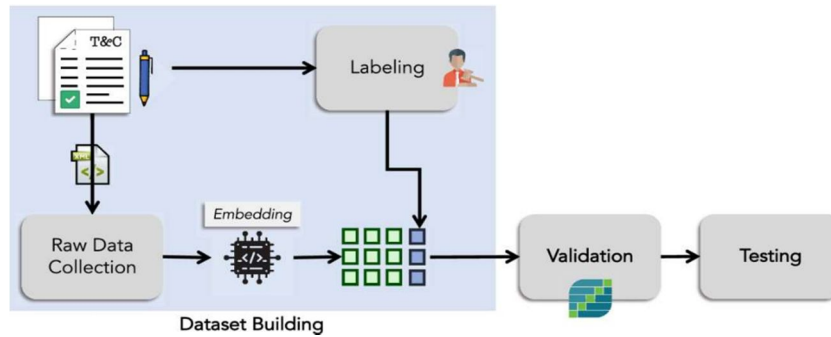 T&C
Labeling
Embedding
Raw Data
Collection
Validation
Testing
Dataset Building